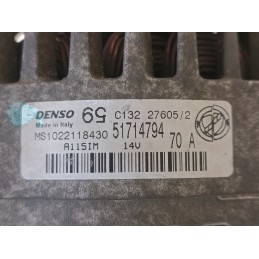 DENSO 59 C132 27605/2
Made in Italy
MS1022118430 51714794
A115IM 14V 70 A